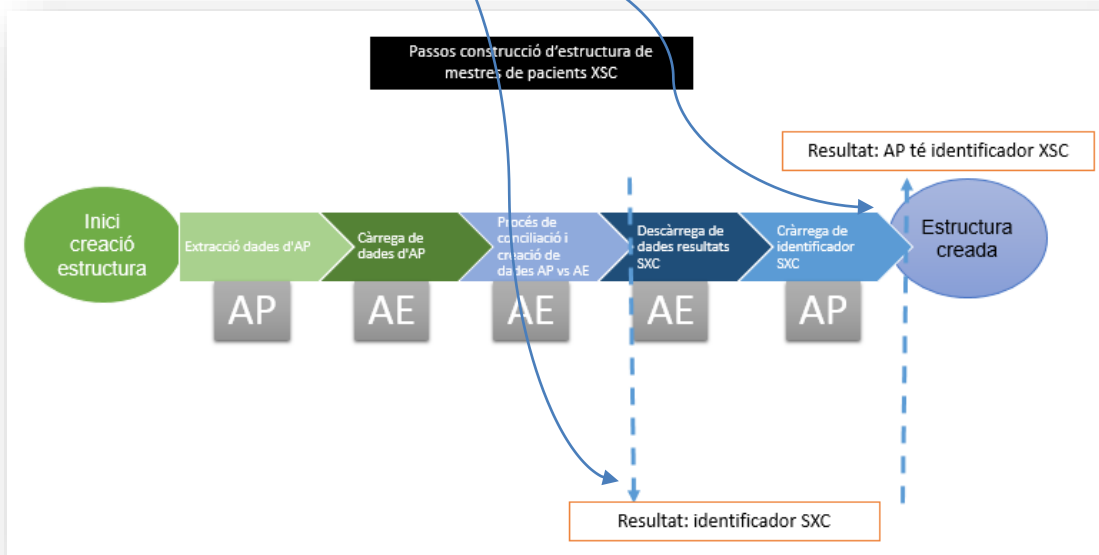 Passos construcció d'estructura de
mestres de pacients XSC
Resultat: AP té identificador XSC
Inici
creació
estructura
Extracció dades d'AP
Càrrega de
dades d'AP
Procés de
conciliació i
creació de
dades AP vs AE
Descàrrega de
dades resultats
SXC
Cràrrega de
identificador
SXC
Estructura
creada
AP
AE
AE
AE
AP
Resultat: identificador SXC